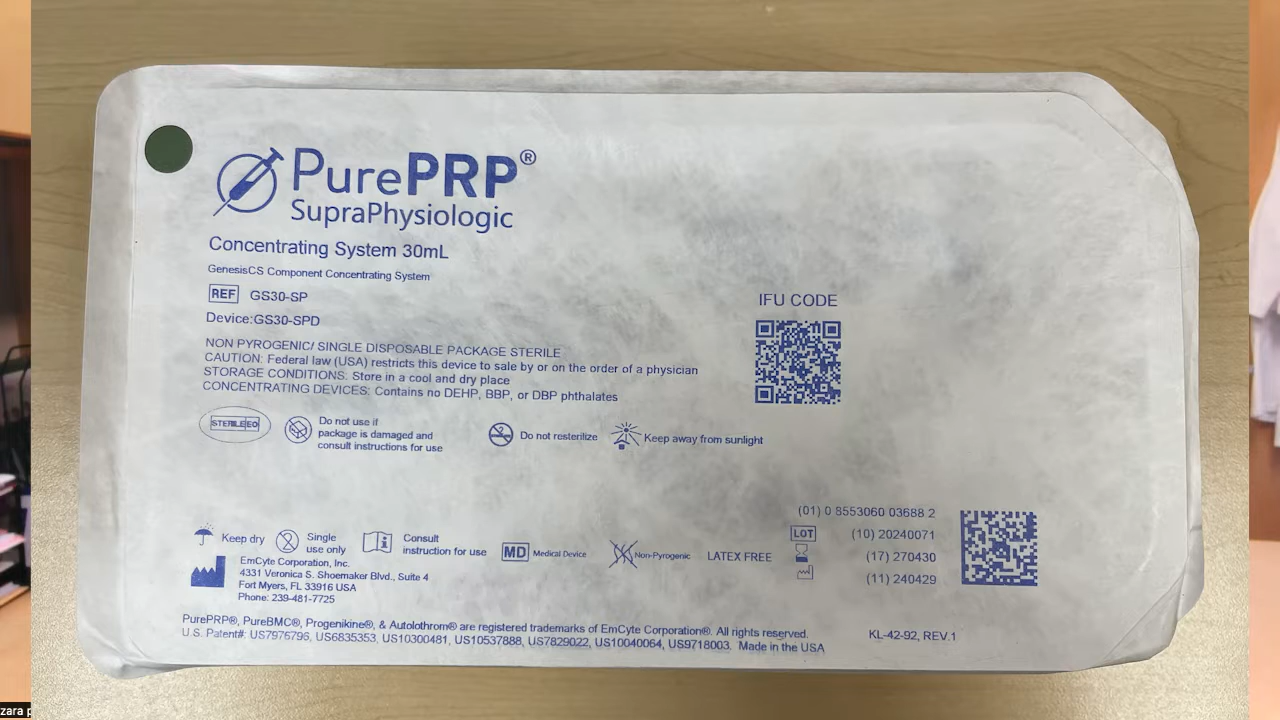 PurePRP®
SupraPhysiologic
Concentrating System 30mL
GenesisCS Component Concentrating System
REF GS30-SP
Device:GS30-SPD
NON PYROGENIC/ SINGLE DISPOSABLE PACKAGE STERILE
CAUTION: Federal law (USA) restricts this device to sale by or on the order of a physician
STORAGE CONDITIONS: Store in a cool and dry place
CONCENTRATING DEVICES: Contains no DEHP, BBP, or DBP phthalates
IFU CODE
STERILE EO
Do not use if
package is damaged and
consult instructions for use
2
Do not resterilize
Keep away from sunlight
Keep dry
2
Single
use only
Consult
instruction for use
MD Medical Device
Non-Pyrogenic
LATEX FREE
(01) 0 8553060 03688 2
LOT (10) 20240071
(17) 270430
(11) 240429
EmCyte Corporation, Inc.
4331 Veronica S. Shoemaker Blvd., Suite 4
Fort Myers, FL 33916 USA
Phone: 239-481-7725
PurePRP®, PureBMC®, Progenikine®, & Autolothrom® are registered trademarks of EmCyte Corporation®. All rights reserved.
U.S. Patent#: US7976796, US6835353, US10300481, US10537888, US7829022, US10040064, US9718003. Made in the USA
KL-42-92, REV.1
zara